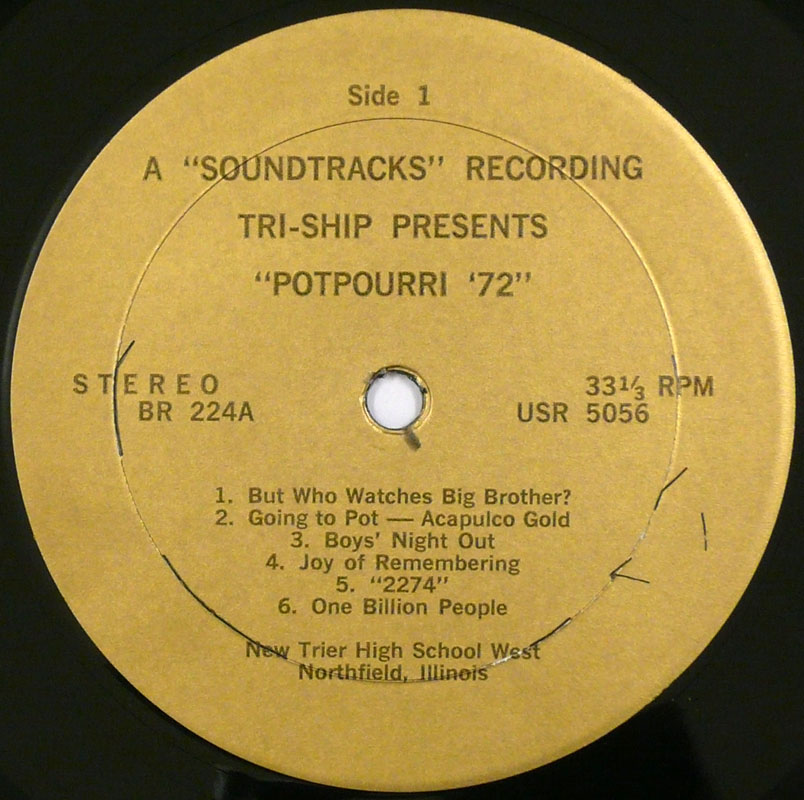 Side 1
A "SOUNDTRACKS" RECORDING
TRI-SHIP PRESENTS
"POTPOURRI '72"
STEREO 33⅓ RPM
BR 224A USR 5056
1. But Who Watches Big Brother?
2. Going to Pot — Acapulco Gold
3. Boys' Night Out
4. Joy of Remembering
5. "2274"
6. One Billion People
New Trier High School West
Northfield, Illinois